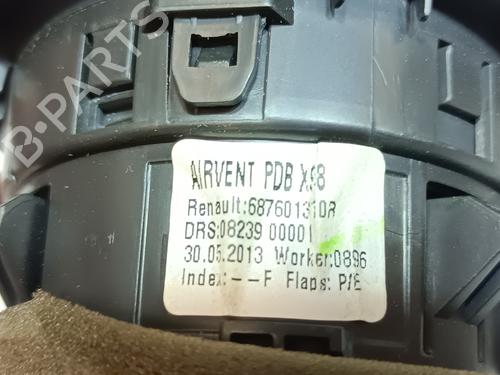 B-PARTS
AIRVENT PDB X98
Renault:687601310R
DRS:08239 00001
30.05.2013 Worker:0896
Index:--F Flaps: P/E